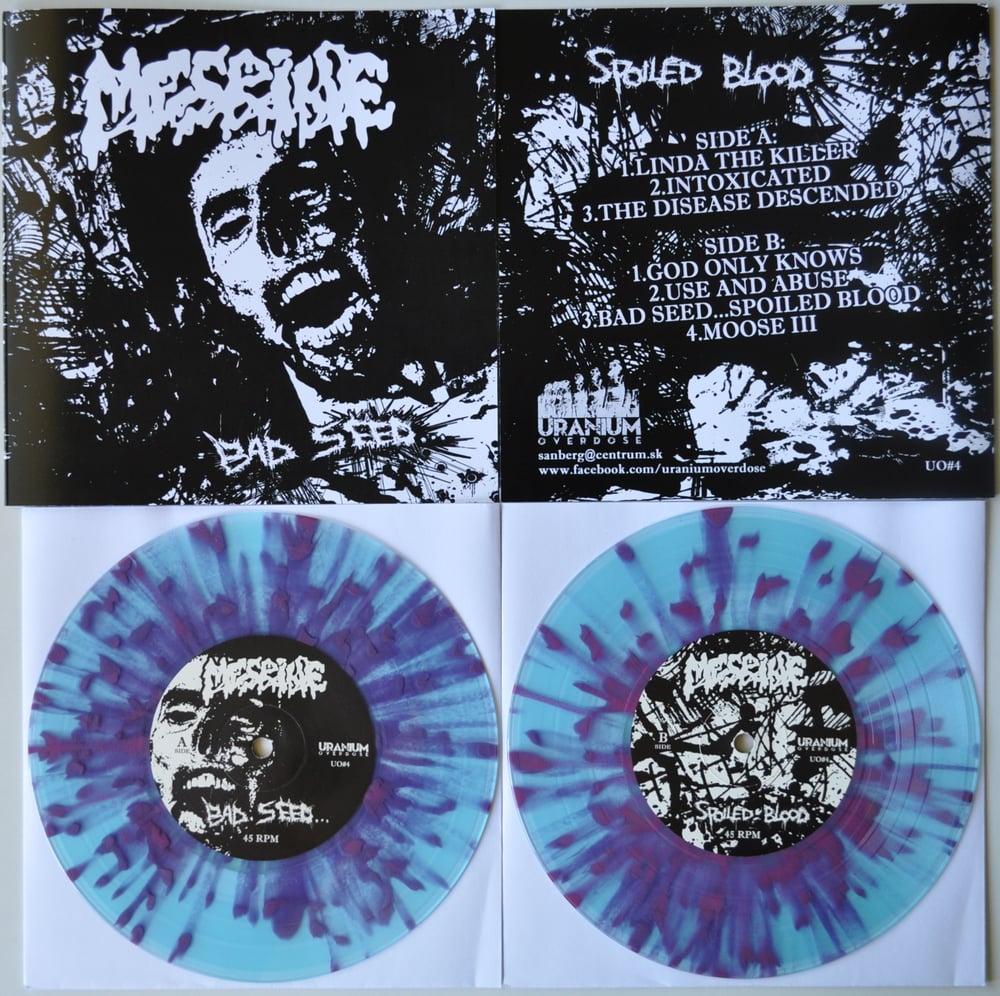 MESRINE
BAD SEED...
... SPOILED BLOOD
SIDE A:
1.LINDA THE KILLER
2.INTOXICATED
3.THE DISEASE DESCENDED
SIDE B:
1.GOD ONLY KNOWS
2.USE AND ABUSE
3.BAD SEED...SPOILED BLOOD
4.MOOSE III
URANIUM
OVERDOSE
sanberg@centrum.sk
www.facebook.com/uraniumoverdose
UO#4
MESRINE
A
SIDE
URANIUM
OVERDOSE
UO#4
BAD SEED...
45 RPM
MESRINE
B
SIDE
URANIUM
OVERDOSE
UO#4
...SPOILED BLOOD
45 RPM